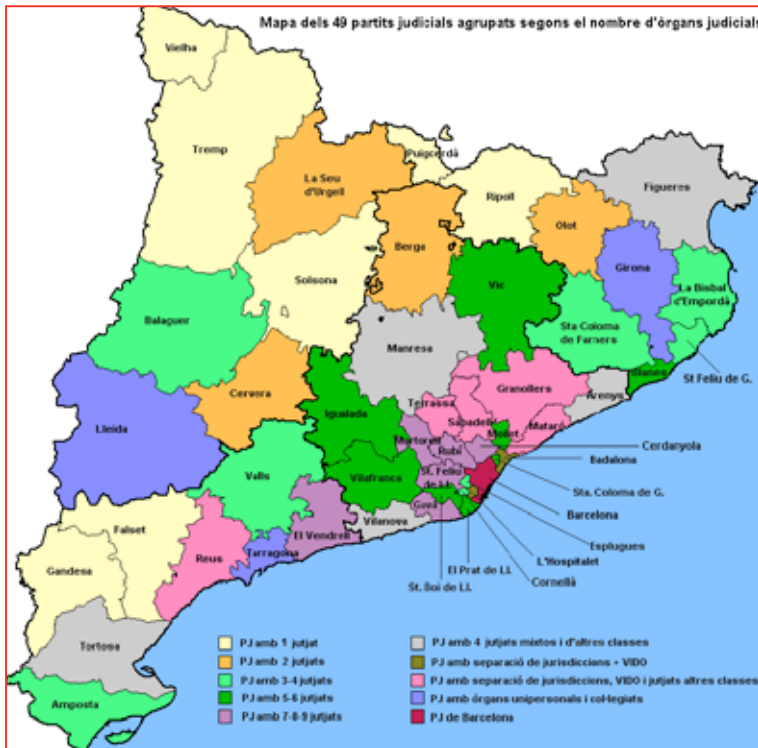 Mapa dels 49 partits judicials agrupats segons el nombre d'òrgans judicials
Vielha
Tremp
Puigcerdà
La Seu
d'Urgell
Ripoll
Figueres
Olot
Berga
Girona
Solsona
Vic
La Bisbal
d'Empordà
Balaguer
Sta Coloma
de Farners
Manresa
St Feliu de G.
Granollers
Blanes
Cervera
Terrassa
Arenys
Igualada
Sabadell
Mataró
Lleida
Mollet
Martorell
Rubí
Cerdanyola
Badalona
Valls
St. Feliu
de Ll.
Vilafranca
Sta. Coloma de G.
Gavà
Barcelona
Falset
Vilanova
El Vendrell
Reus
Tarragona
Esplugues
L'Hospitalet
El Prat de LL
Gandesa
Cornellà
St. Boi de LL
Tortosa
Amposta
PJ amb 1 jutjat
PJ amb 2 jutjats
PJ amb 3-4 jutjats
PJ amb 5-6 jutjats
PJ amb 7-8-9 jutjats
PJ amb 4 jutjats mixtos i d'altres classes
PJ amb separació de jurisdiccions + VIDO
PJ amb separació de jurisdiccions, VIDO i jutjats altres classes
PJ amb òrgans unipersonals i col·legiats
PJ de Barcelona